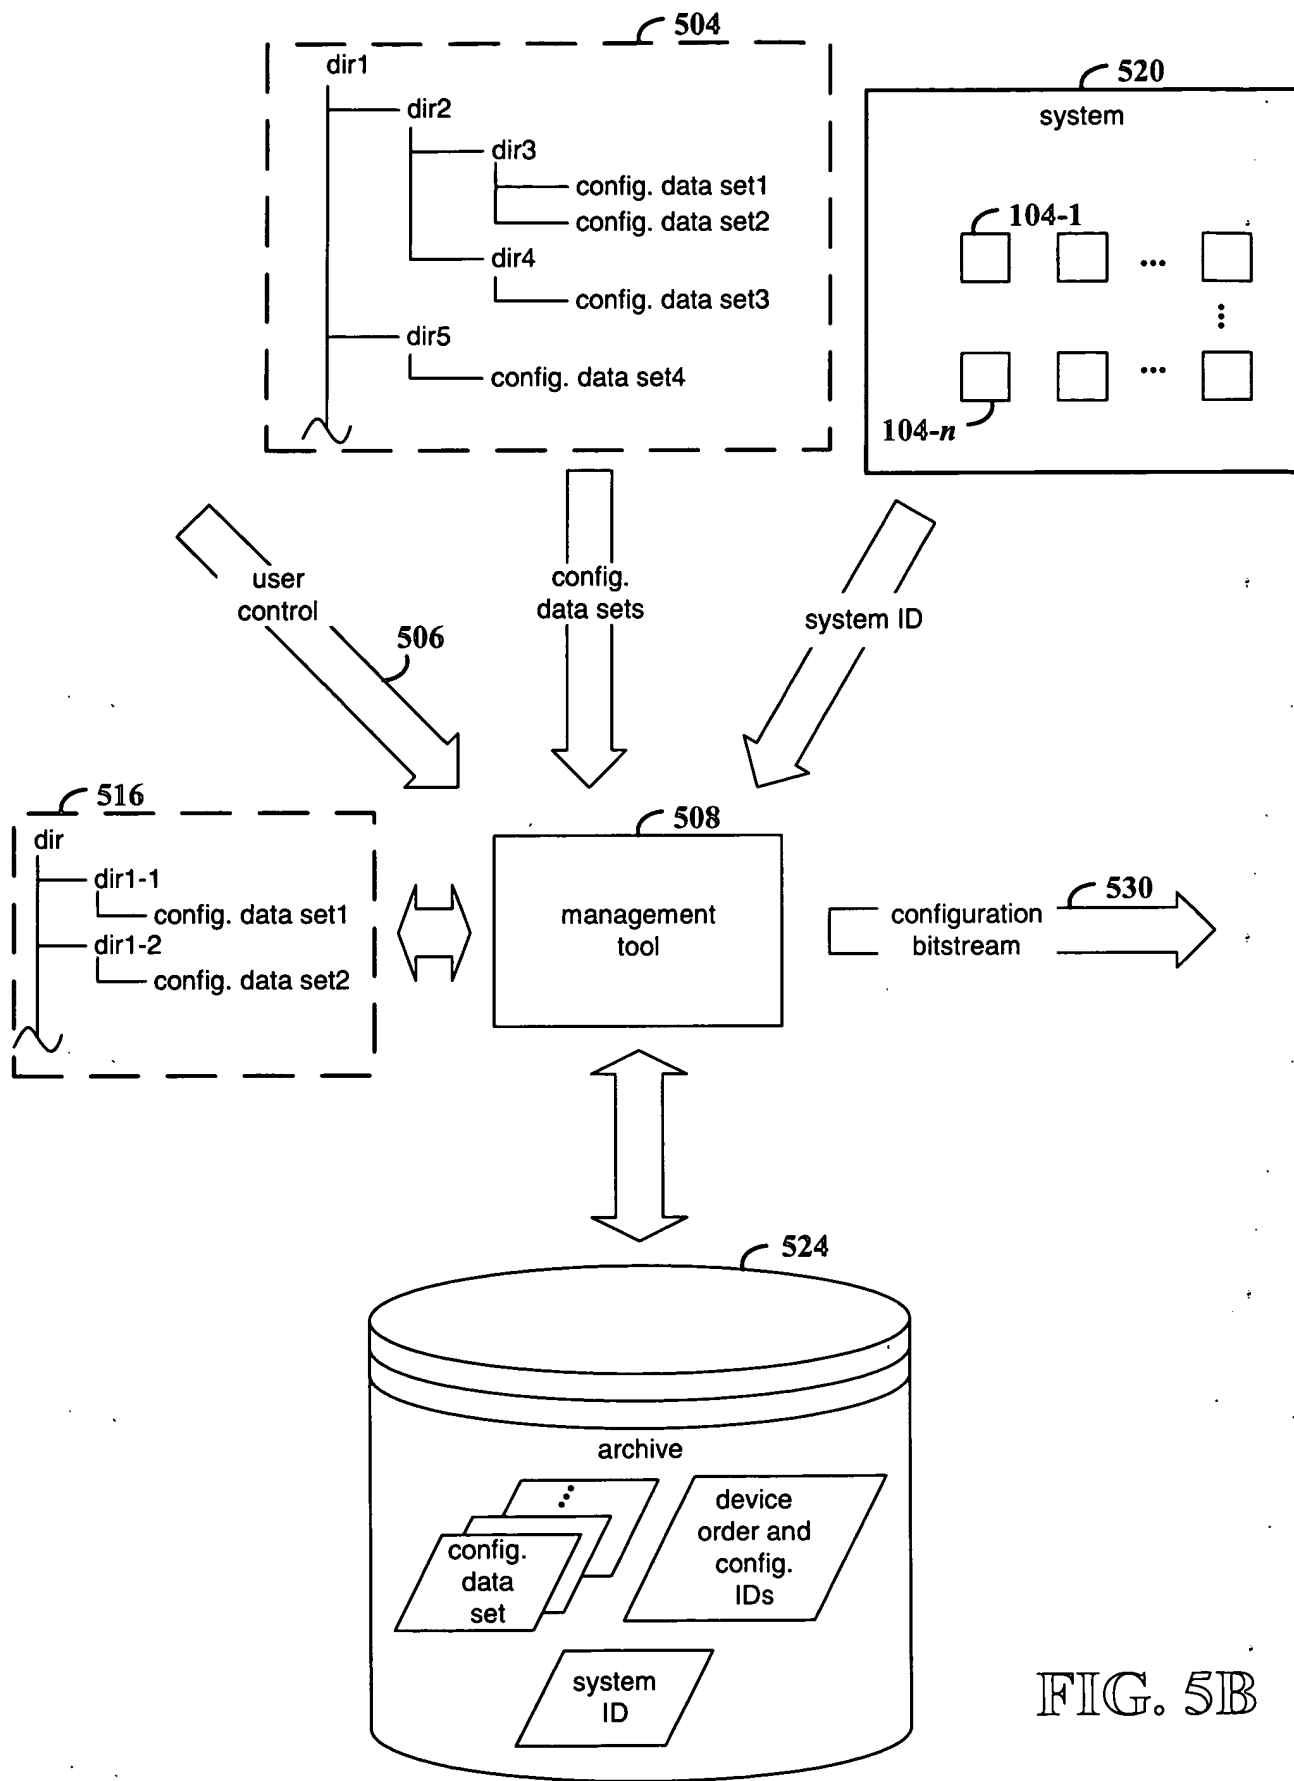 504
dir1
dir2
dir3
config. data set1
config. data set2
dir4
config. data set3
dir5
config. data set4
520
system
104-1
...
...
...
104-n
user
control
506
config.
data sets
system ID
516
dir
dir1-1
config. data set1
dir1-2
config. data set2
508
management
tool
530
configuration
bitstream
524
archive
...
config.
data
set
device
order and
config.
IDs
system
ID
FIG. 5B